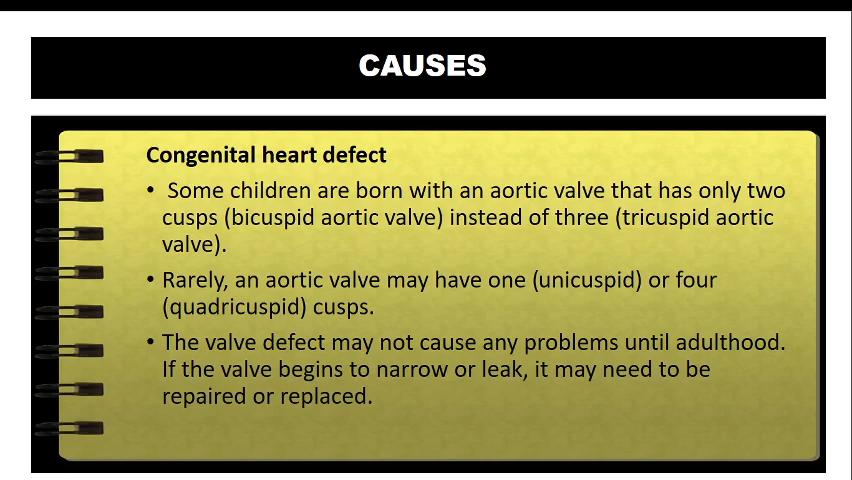 CAUSES
Congenital heart defect
• Some children are born with an aortic valve that has only two
cusps (bicuspid aortic valve) instead of three (tricuspid aortic
valve).
• Rarely, an aortic valve may have one (unicuspid) or four
(quadricuspid) cusps.
• The valve defect may not cause any problems until adulthood.
If the valve begins to narrow or leak, it may need to be
repaired or replaced.